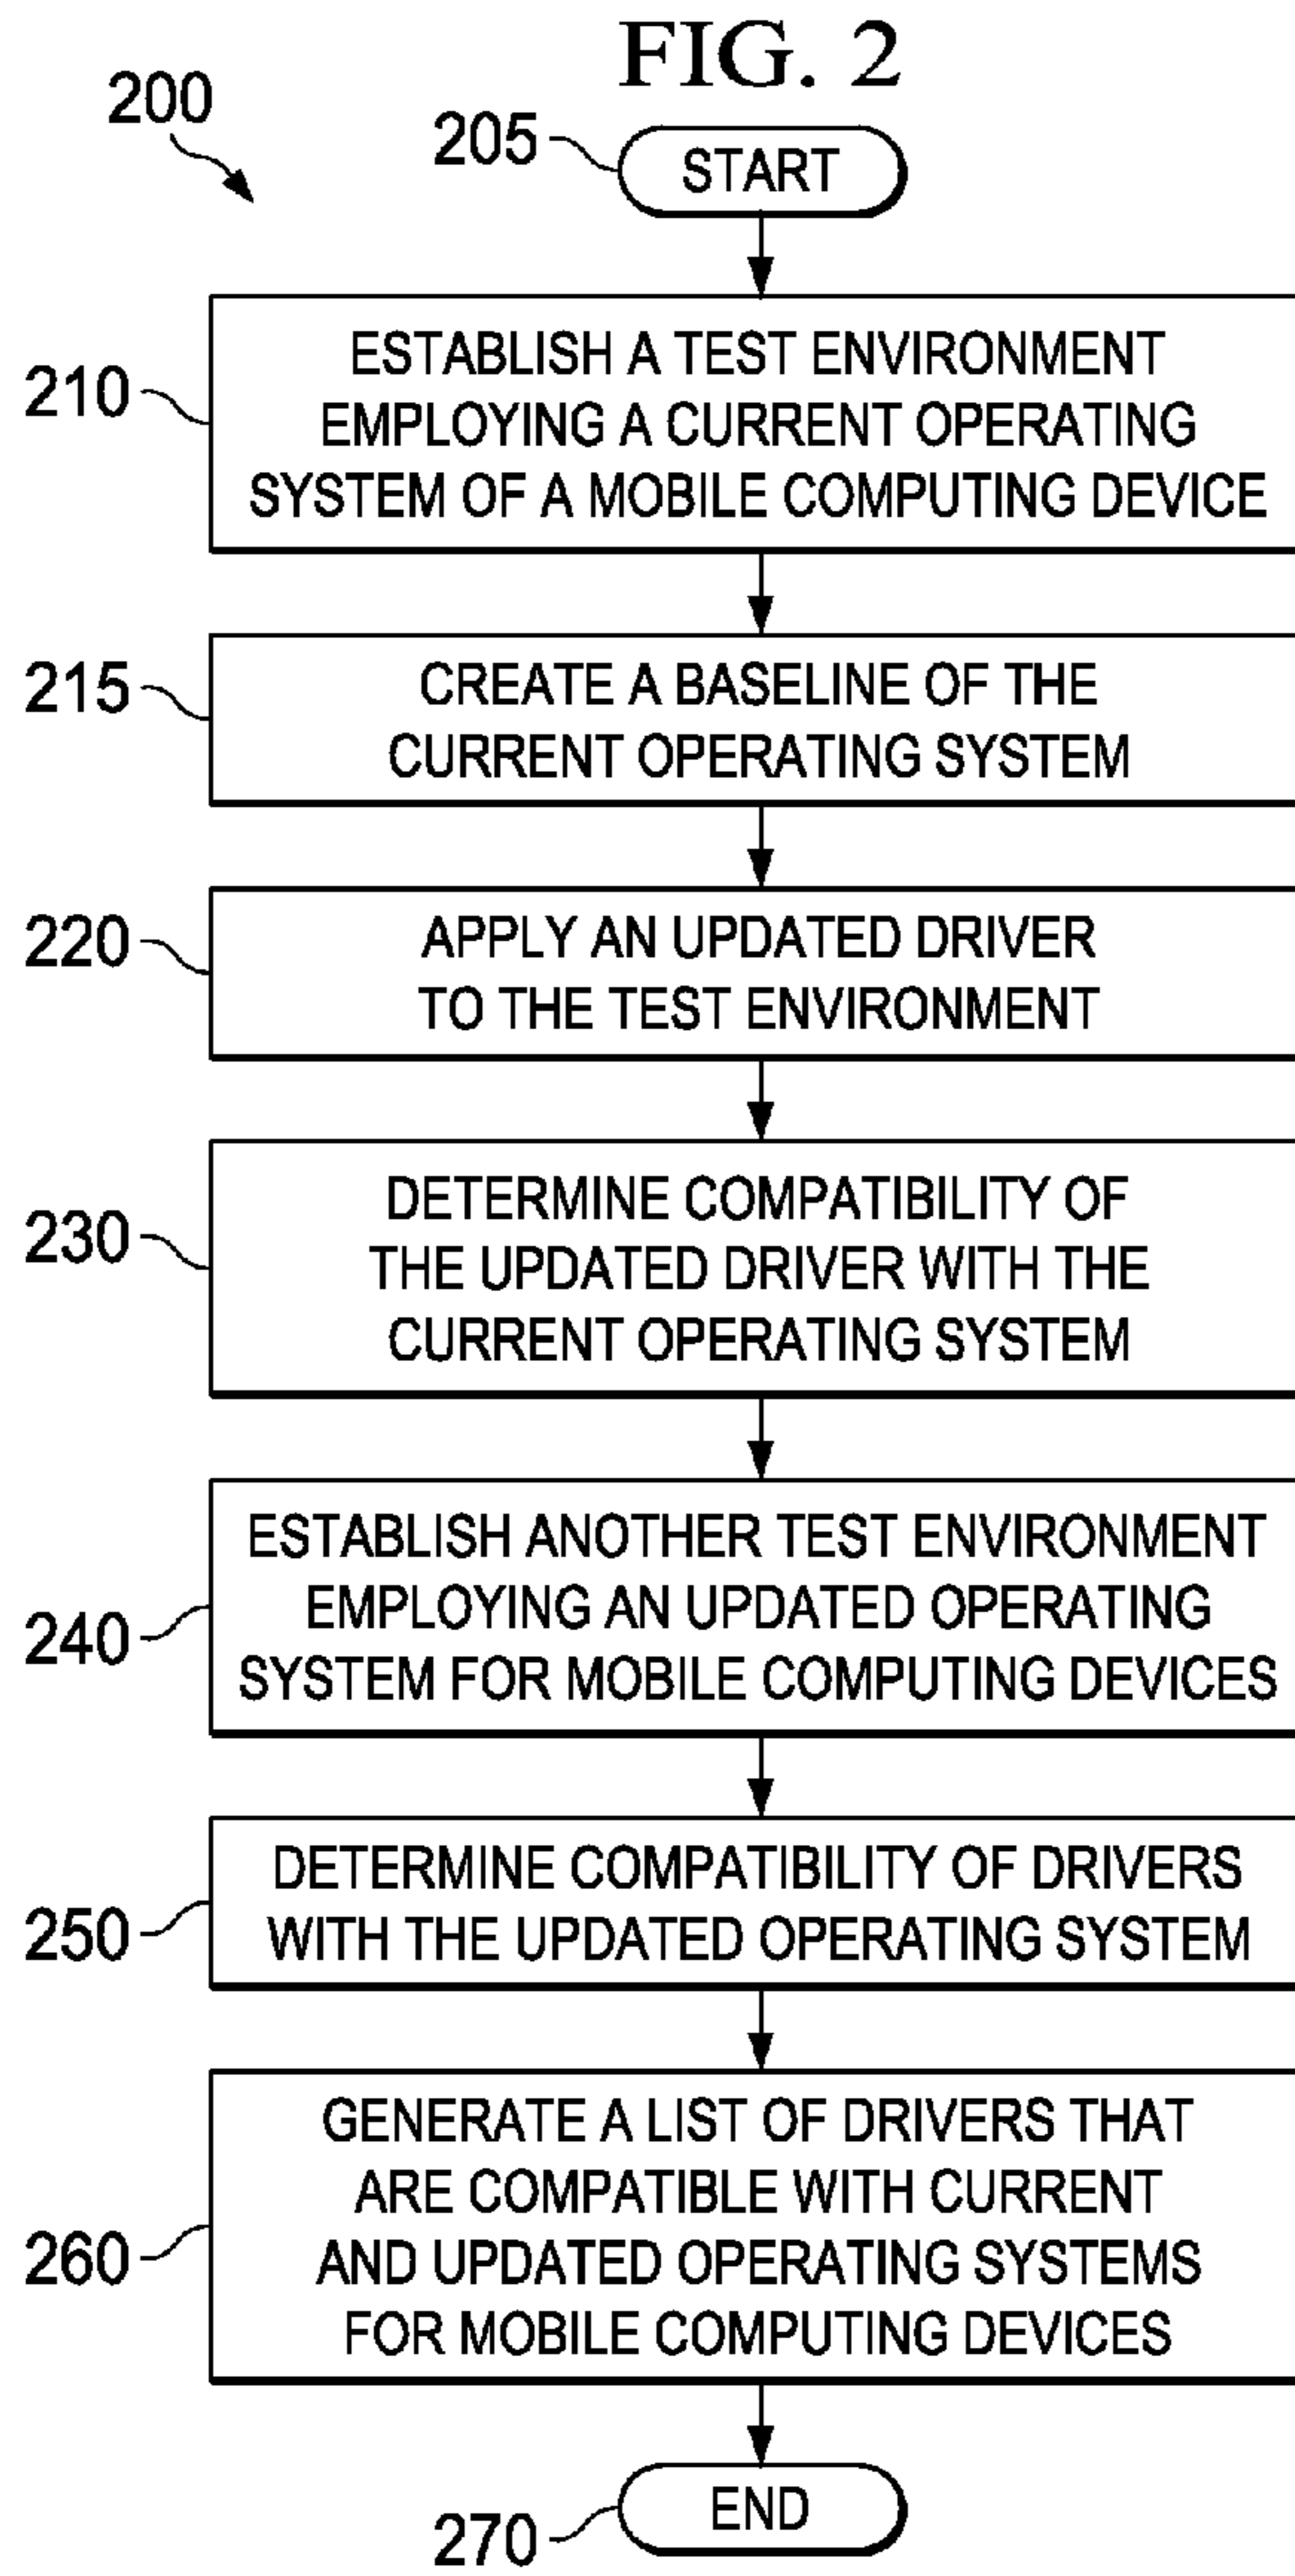 FIG. 2
200
205
START
210
ESTABLISH A TEST ENVIRONMENT
EMPLOYING A CURRENT OPERATING
SYSTEM OF A MOBILE COMPUTING DEVICE
215
CREATE A BASELINE OF THE
CURRENT OPERATING SYSTEM
220
APPLY AN UPDATED DRIVER
TO THE TEST ENVIRONMENT
230
DETERMINE COMPATIBILITY OF
THE UPDATED DRIVER WITH THE
CURRENT OPERATING SYSTEM
240
ESTABLISH ANOTHER TEST ENVIRONMENT
EMPLOYING AN UPDATED OPERATING
SYSTEM FOR MOBILE COMPUTING DEVICES
250
DETERMINE COMPATIBILITY OF DRIVERS
WITH THE UPDATED OPERATING SYSTEM
260
GENERATE A LIST OF DRIVERS THAT
ARE COMPATIBLE WITH CURRENT
AND UPDATED OPERATING SYSTEMS
FOR MOBILE COMPUTING DEVICES
270
END